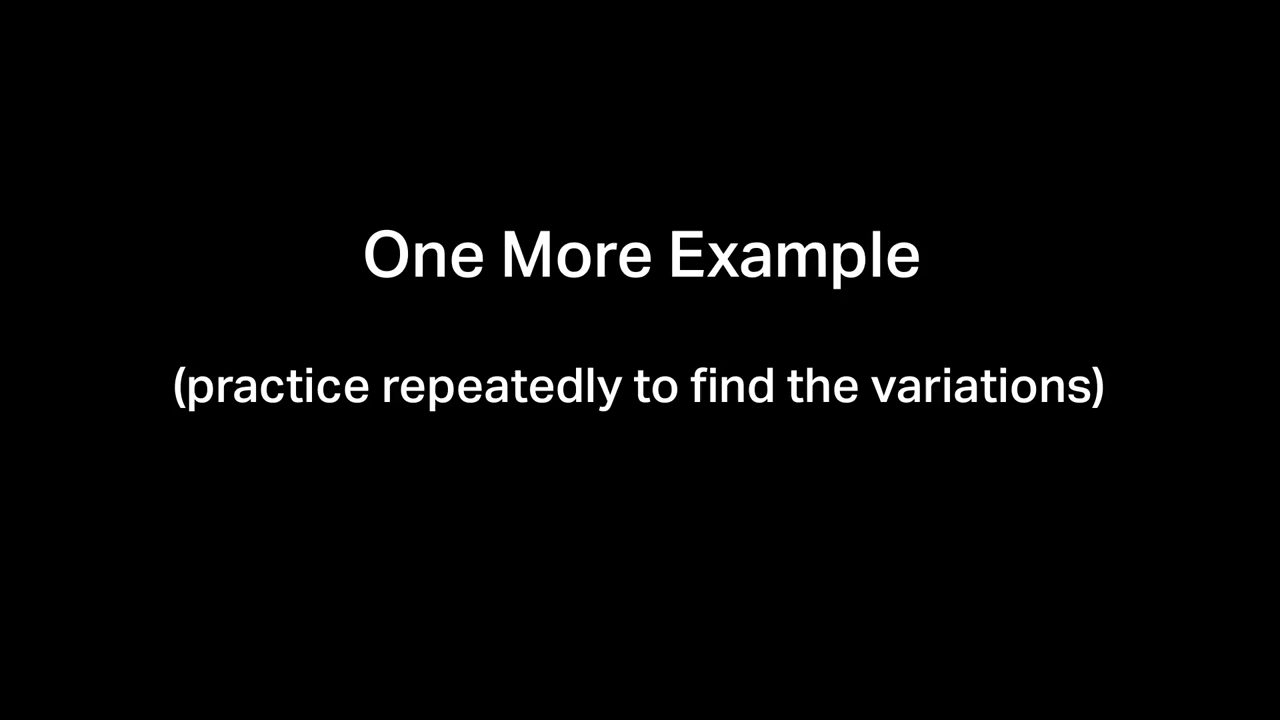 One More Example
(practice repeatedly to find the variations)